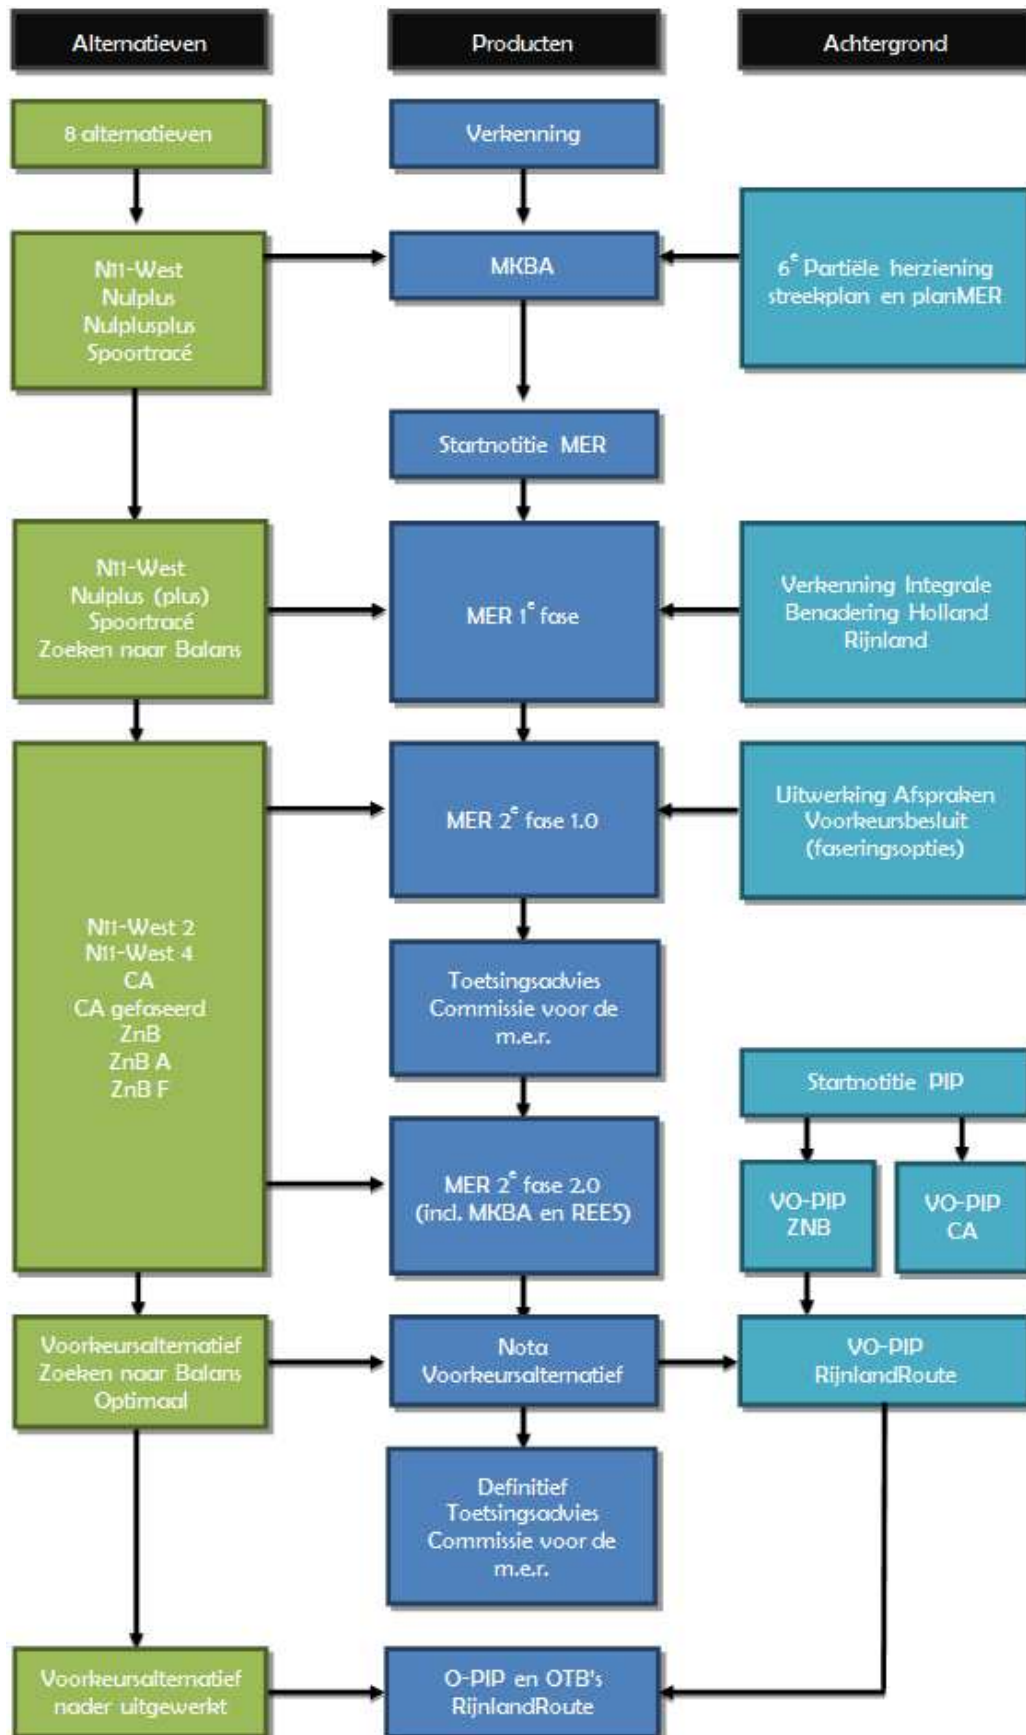 Alternatieven
Producten
Achtergrond
8 alternatieven
Verkenning
N11-West
Nulplus
Nulplusplus
Spoortracé
MKBA
6e Partiële herziening
streekplan en planMER
Startnotitie MER
N11-West
Nulplus (plus)
Spoortracé
Zoeken naar Balans
MER 1e fase
Verkenning Integrale
Benadering Holland
Rijnland
N11-West 2
N11-West 4
CA
CA gefaseerd
ZnB
ZnB A
ZnB F
MER 2e fase 1.0
Uitwerking Afspraken
Voorkeursbesluit
(faseringsopties)
Toetsingsadvies
Commissie voor de
m.e.r.
Startnotitie PIP
MER 2e fase 2.0
(incl. MKBA en REES)
VO-PIP
ZNB
VO-PIP
CA
Voorkeursalternatief
Zoeken naar Balans
Optimaal
Nota
Voorkeursalternatief
VO-PIP
RijnlandRoute
Definitief
Toetsingsadvies
Commissie voor de
m.e.r.
Voorkeursalternatief
nader uitgewerkt
O-PIP en OTB's
RijnlandRoute